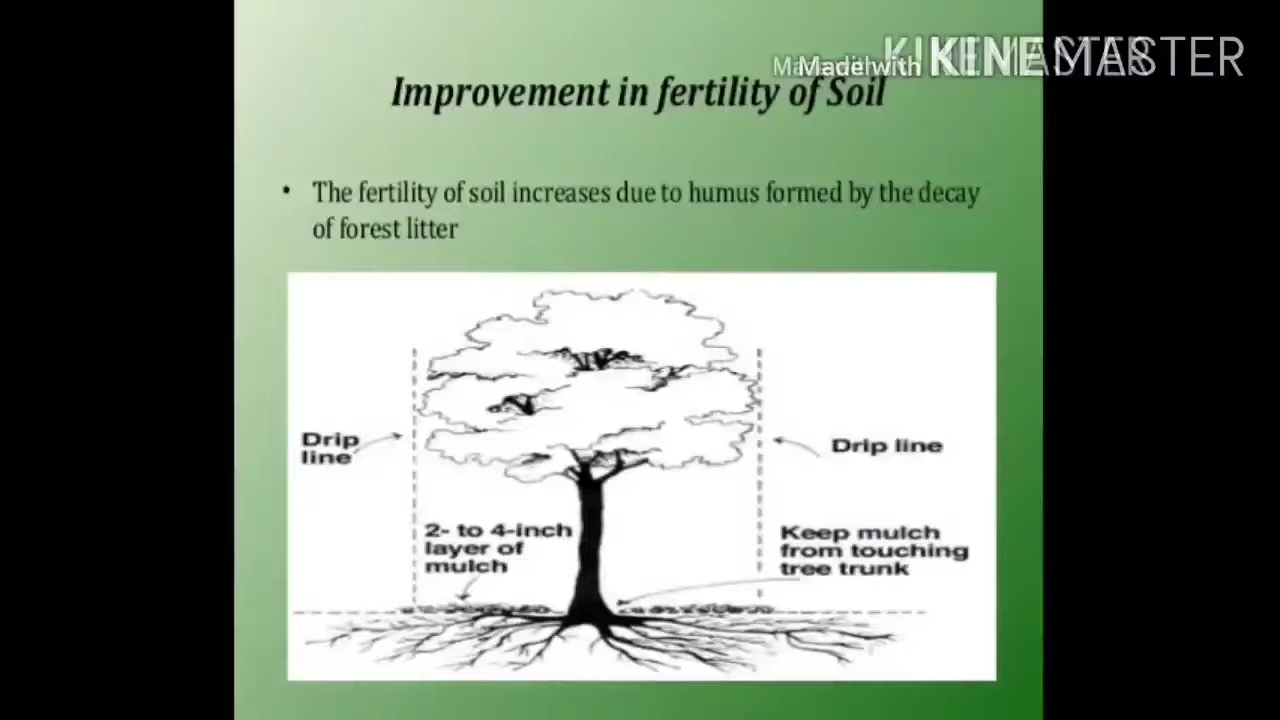 Made with KINEMASTER
Improvement in fertility of Soil
• The fertility of soil increases due to humus formed by the decay
of forest litter
Drip
line
Drip line
2- to 4-inch
layer of
mulch
Keep mulch
from touching
tree trunk